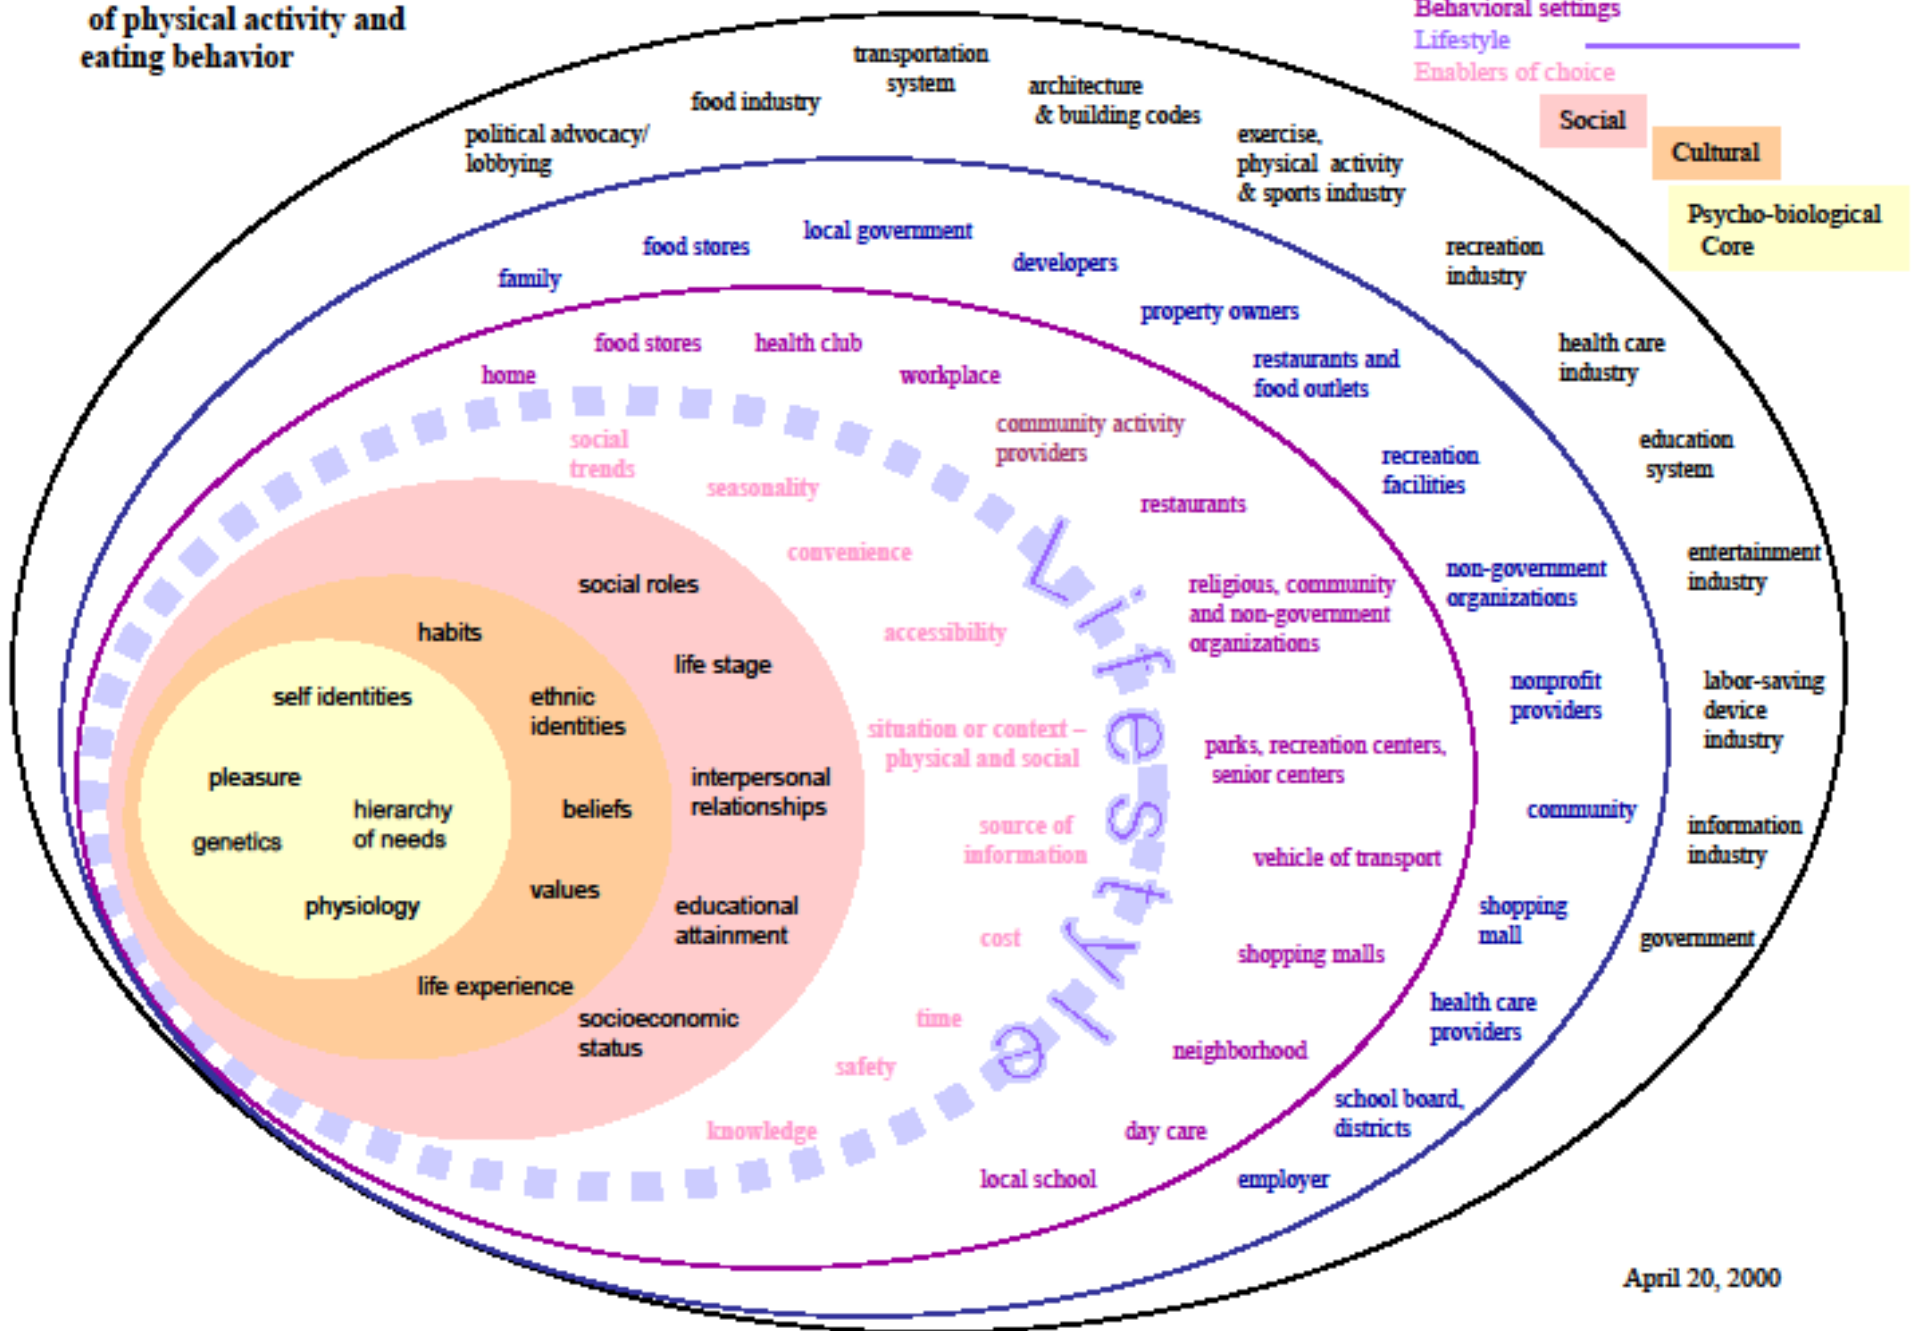 of physical activity and
eating behavior
Behavioral settings
Lifestyle
Enablers of choice
Social
Cultural
Psycho-biological
Core
transportation
system
architecture
& building codes
food industry
political advocacy/
lobbying
exercise,
physical activity
& sports industry
recreation
industry
health care
industry
education
system
entertainment
industry
labor-saving
device
industry
information
industry
government
family
food stores
local government
developers
property owners
restaurants and
food outlets
recreation
facilities
non-government
organizations
nonprofit
providers
community
shopping
mall
health care
providers
school board,
districts
employer
home
food stores
health club
workplace
community activity
providers
restaurants
religious, community
and non-government
organizations
parks, recreation centers,
senior centers
vehicle of transport
shopping malls
neighborhood
day care
local school
Lifestyle
social
trends
seasonality
convenience
accessibility
situation or context –
physical and social
source of
information
cost
time
safety
knowledge
social roles
life stage
interpersonal
relationships
educational
attainment
socioeconomic
status
habits
ethnic
identities
beliefs
values
life experience
self identities
pleasure
hierarchy
of needs
genetics
physiology
April 20, 2000